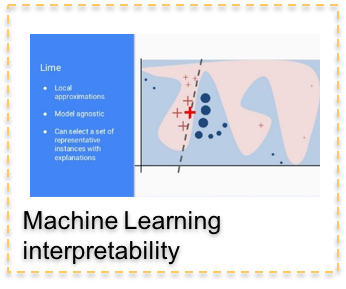 Lime
Local
approximations
Model agnostic
Can select a set of
representative
instances with
explanations
Machine Learning
interpretability